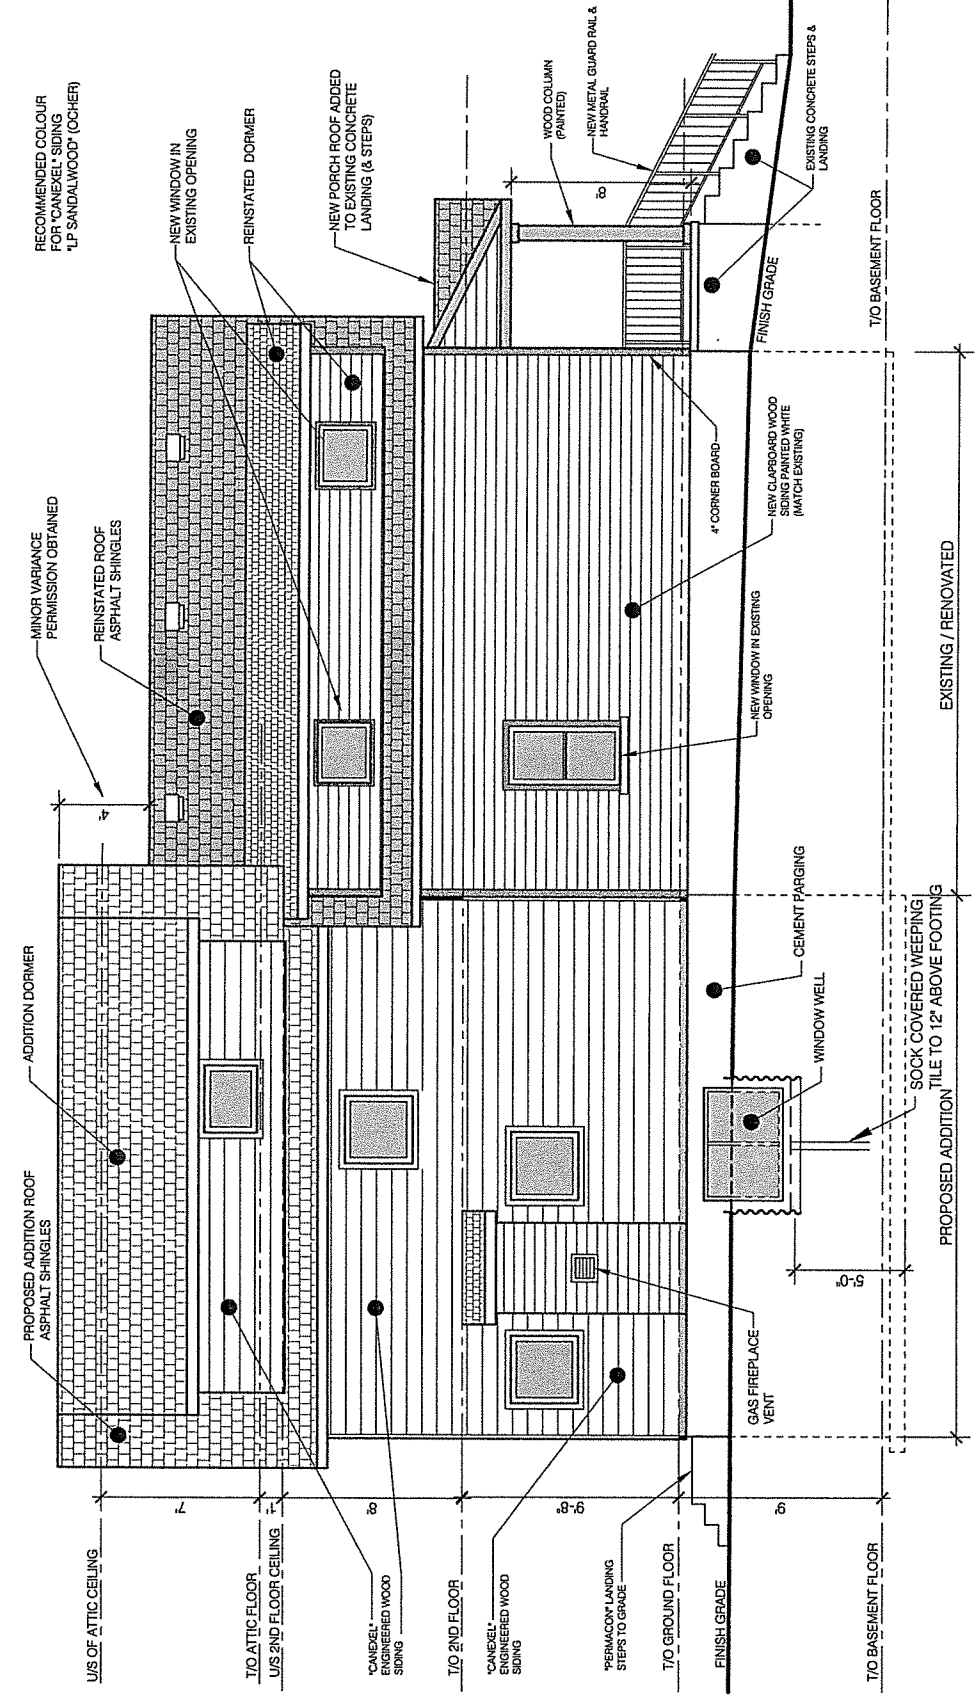 RECOMMENDED COLOUR
FOR "CANEXEL" SIDING
"LP SANDALWOOD" (OCHER)
MINOR VARIANCE
PERMISSION OBTAINED
REINSTATED ROOF
ASPHALT SHINGLES
NEW WINDOW IN
EXISTING OPENING
REINSTATED DORMER
NEW PORCH ROOF ADDED
TO EXISTING CONCRETE
LANDING (& STEPS)
WOOD COLUMN
(PAINTED)
NEW METAL GUARD RAIL &
HANDRAIL
EXISTING CONCRETE STEPS &
LANDING
ADDITION DORMER
PROPOSED ADDITION ROOF
ASPHALT SHINGLES
4'
8'
U/S OF ATTIC CEILING
7'
T/O ATTIC FLOOR
1'
U/S 2ND FLOOR CEILING
8'
"CANEXEL"
ENGINEERED WOOD
SIDING
T/O 2ND FLOOR
9'-8"
"CANEXEL"
ENGINEERED WOOD
SIDING
"PERMACON" LANDING
STEPS TO GRADE
T/O GROUND FLOOR
9'
FINISH GRADE
T/O BASEMENT FLOOR
GAS FIREPLACE
VENT
5'-0"
WINDOW WELL
CEMENT PARGING
SOCK COVERED WEEPING
TILE TO 12" ABOVE FOOTING
NEW WINDOW IN EXISTING
OPENING
4" CORNER BOARD
NEW CLAPBOARD WOOD
SIDING PAINTED WHITE
(MATCH EXISTING)
FINISH GRADE
T/O BASEMENT FLOOR
PROPOSED ADDITION
EXISTING / RENOVATED